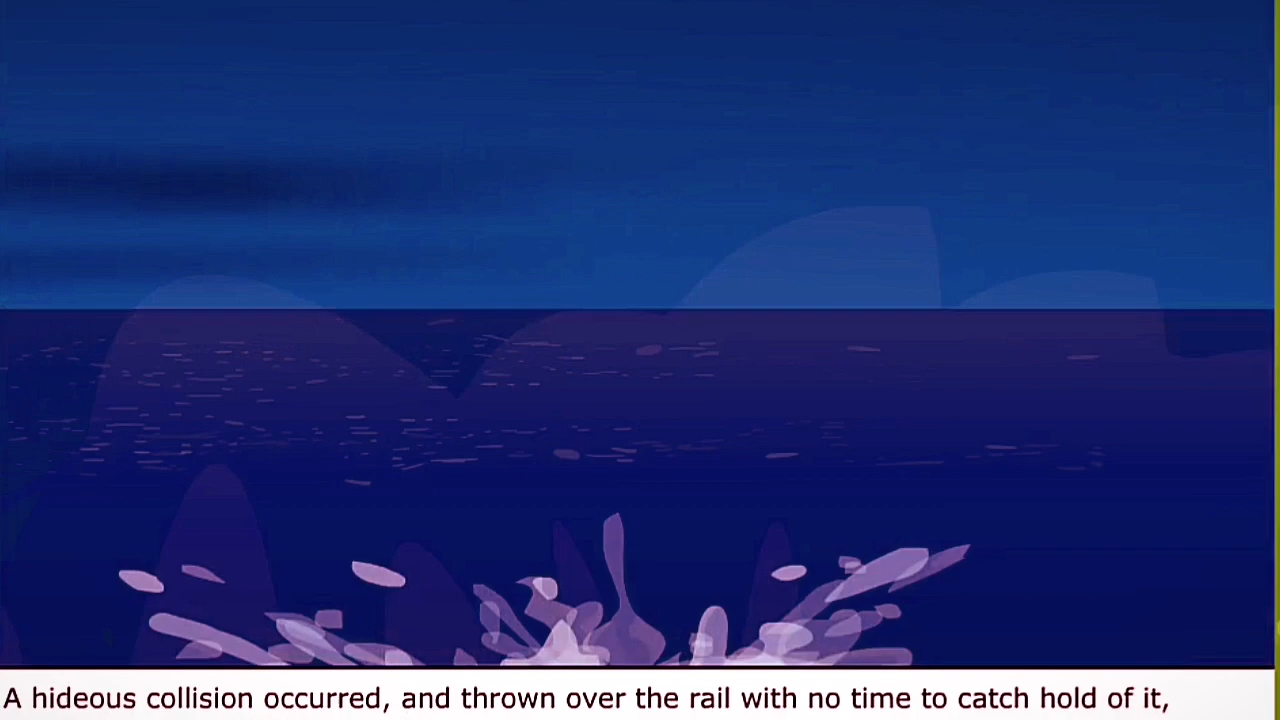 A hideous collision occurred, and thrown over the rail with no time to catch hold of it,